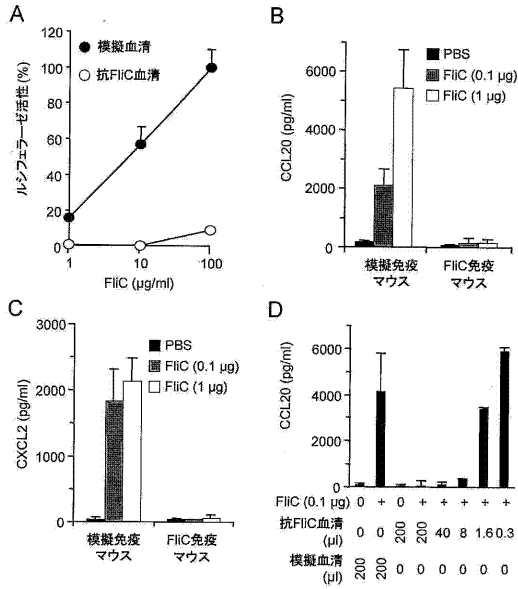 A
ルシフェラーゼ活性 (%)
120
100
80
60
40
20
0
模擬血清
抗FliC血清
1
10
100
FliC (µg/ml)
B
CCL20 (pg/ml)
6000
4000
2000
0
PBS
FliC (0.1 µg)
FliC (1 µg)
模擬免疫
マウス
FliC免疫
マウス
C
CXCL2 (pg/ml)
3000
2000
1000
0
PBS
FliC (0.1 µg)
FliC (1 µg)
模擬免疫
マウス
FliC免疫
マウス
D
CCL20 (pg/ml)
6000
4000
2000
0
FliC (0.1 µg) 0 + 0 + + + + +
抗FliC血清
(µl)
0 0 200 200 40 8 1.6 0.3
模擬血清
(µl)
200 200 0 0 0 0 0 0